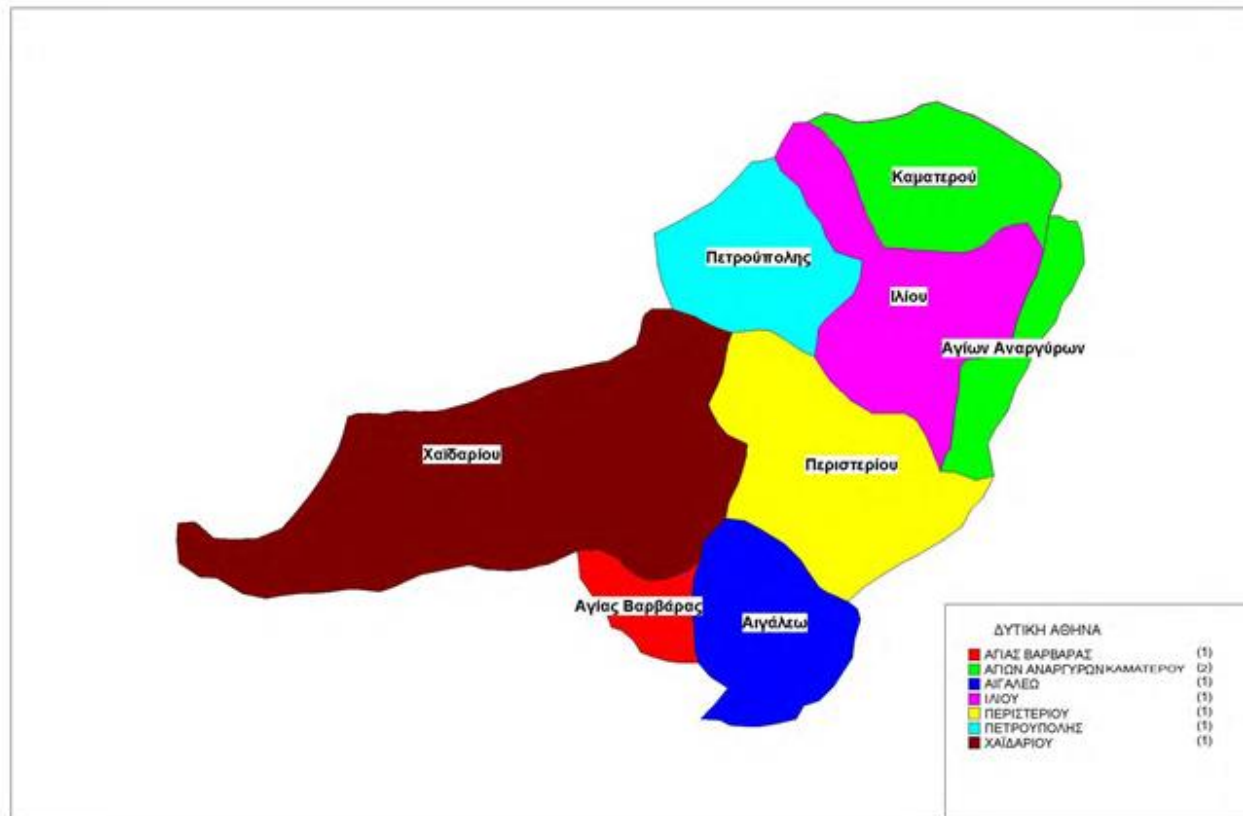 Καματερού
Πετρούπολης
Ιλίου
Αγίων Αναργύρων
Χαϊδαρίου
Περιστερίου
Αγίας Βαρβάρας
Αιγάλεω
ΔΥΤΙΚΗ ΑΘΗΝΑ
ΑΓΙΑΣ ΒΑΡΒΑΡΑΣ (1)
ΑΓΙΩΝ ΑΝΑΡΓΥΡΩΝ ΚΑΜΑΤΕΡΟΥ (2)
ΑΙΓΑΛΕΩ (1)
ΙΛΙΟΥ (1)
ΠΕΡΙΣΤΕΡΙΟΥ (1)
ΠΕΤΡΟΥΠΟΛΗΣ (1)
ΧΑΪΔΑΡΙΟΥ (1)